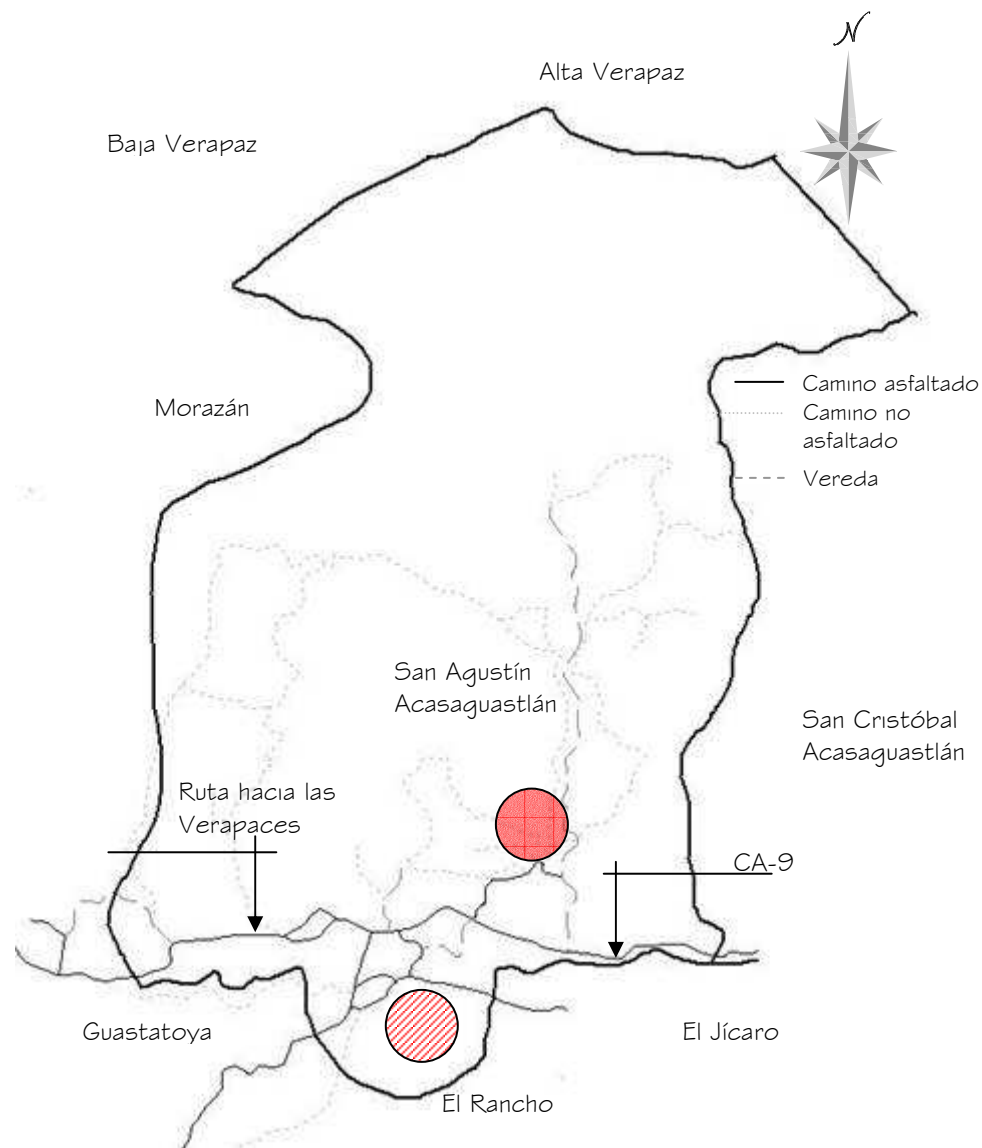 N
Alta Verapaz
Baja Verapaz
Morazán
Camino asfaltado
Camino no
asfaltado
Vereda
San Agustín
Acasaguastlán
San Cristóbal
Acasaguastlán
Ruta hacia las
Verapaces
CA-9
Guastatoya
El Jícaro
El Rancho